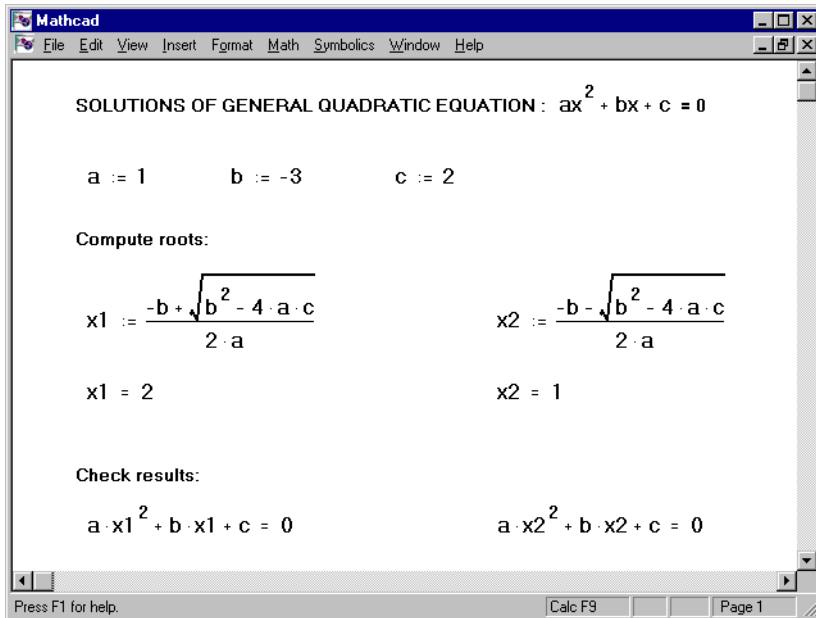 Mathcad
File Edit View Insert Format Math Symbolics Window Help
SOLUTIONS OF GENERAL QUADRATIC EQUATION : ax² + bx + c = 0
a := 1 b := -3 c := 2
Compute roots:
x1 := (-b + √(b² - 4 · a · c)) / (2 · a) x2 := (-b - √(b² - 4 · a · c)) / (2 · a)
x1 = 2 x2 = 1
Check results:
a · x1² + b · x1 + c = 0 a · x2² + b · x2 + c = 0
Press F1 for help. Calc F9 Page 1